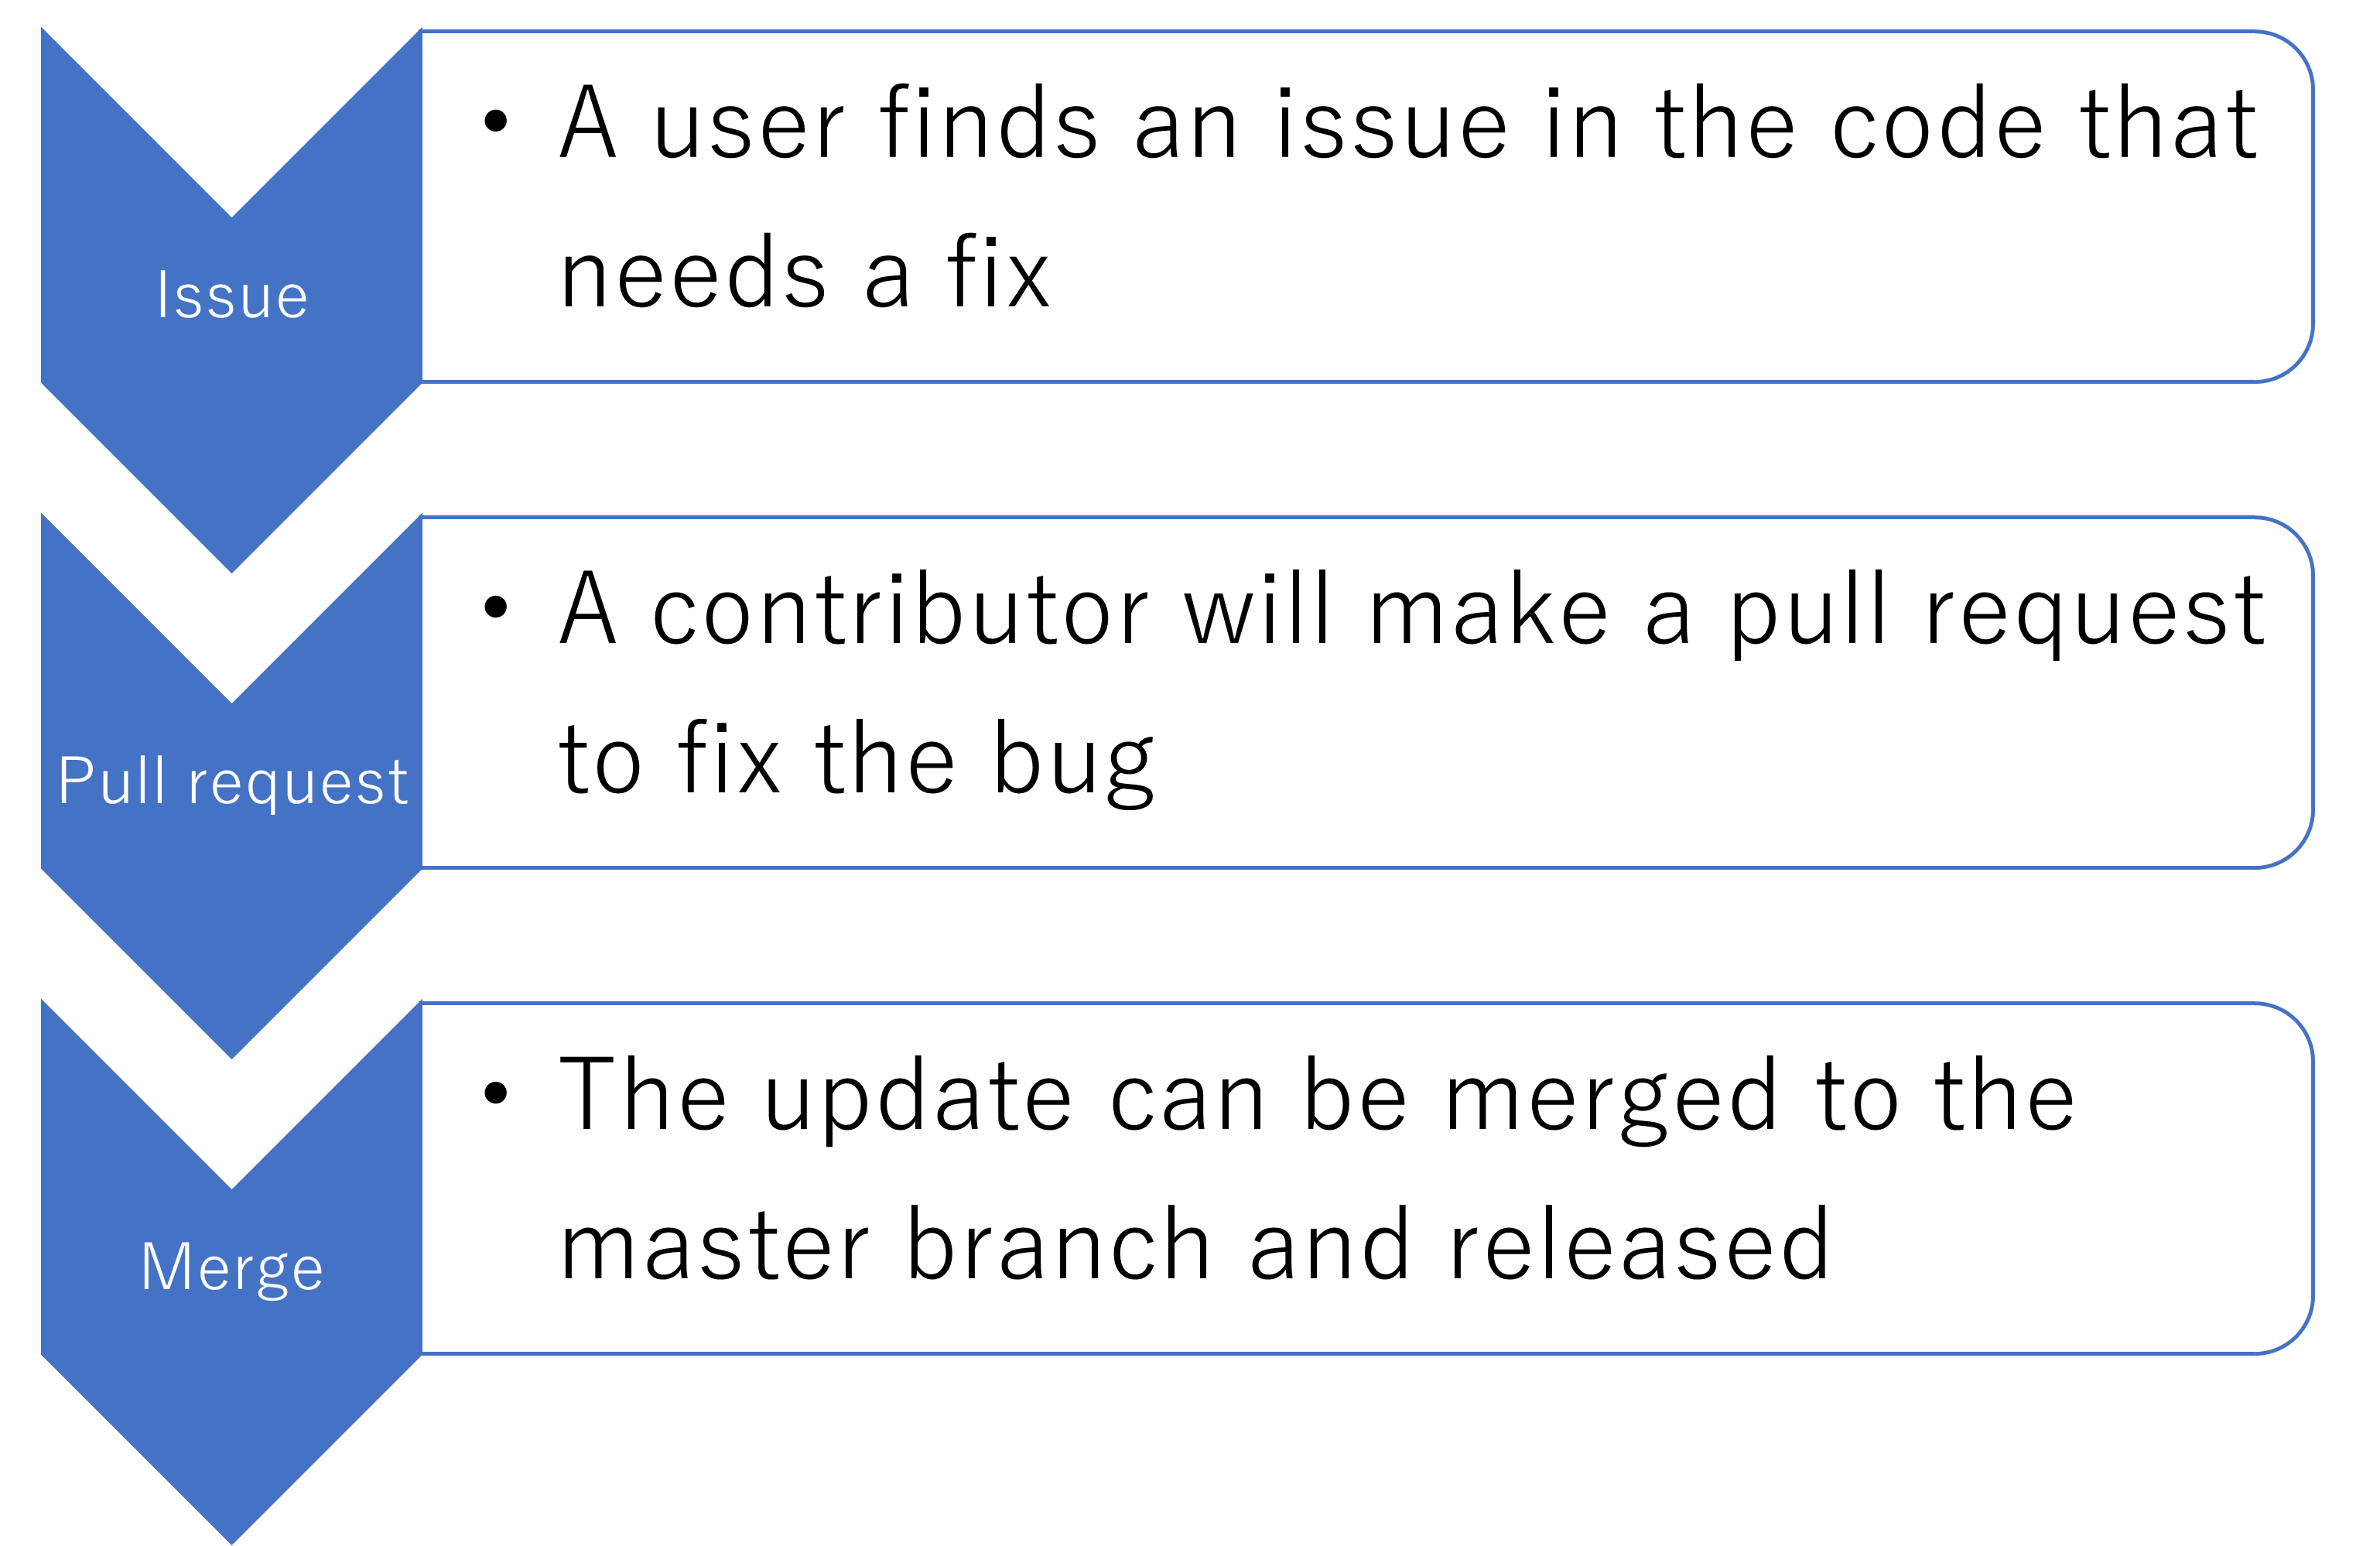 Issue
• A user finds an issue in the code that
needs a fix
Pull request
• A contributor will make a pull request
to fix the bug
Merge
• The update can be merged to the
master branch and released